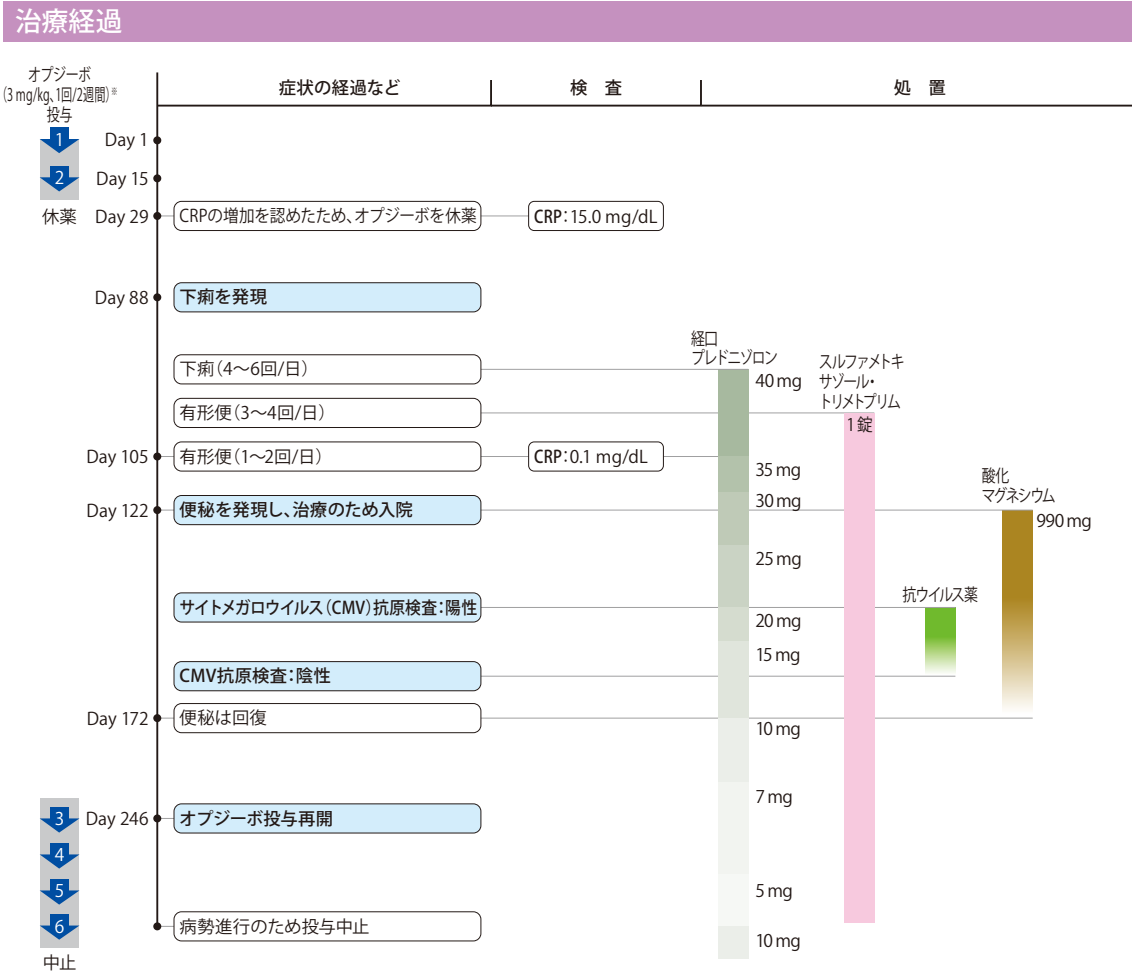 治療経過
オプジーボ
(3 mg/kg、1回/2週間)※
投与
症状の経過など
検 査
処 置
1
Day 1
2
Day 15
休薬
Day 29
CRPの増加を認めたため、オプジーボを休薬
CRP：15.0 mg/dL
Day 88
下痢を発現
経口
プレドニゾロン
下痢（4～6回/日）
40 mg
スルファメトキ
サゾール・
トリメトプリム
有形便（3～4回/日）
1 錠
Day 105
有形便（1～2回/日）
CRP：0.1 mg/dL
35 mg
酸化
マグネシウム
30 mg
Day 122
便秘を発現し、治療のため入院
990 mg
25 mg
抗ウイルス薬
サイトメガロウイルス（CMV）抗原検査：陽性
20 mg
15 mg
CMV抗原検査：陰性
Day 172
便秘は回復
10 mg
7 mg
3
Day 246
オプジーボ投与再開
4
5
5 mg
6
病勢進行のため投与中止
10 mg
中止